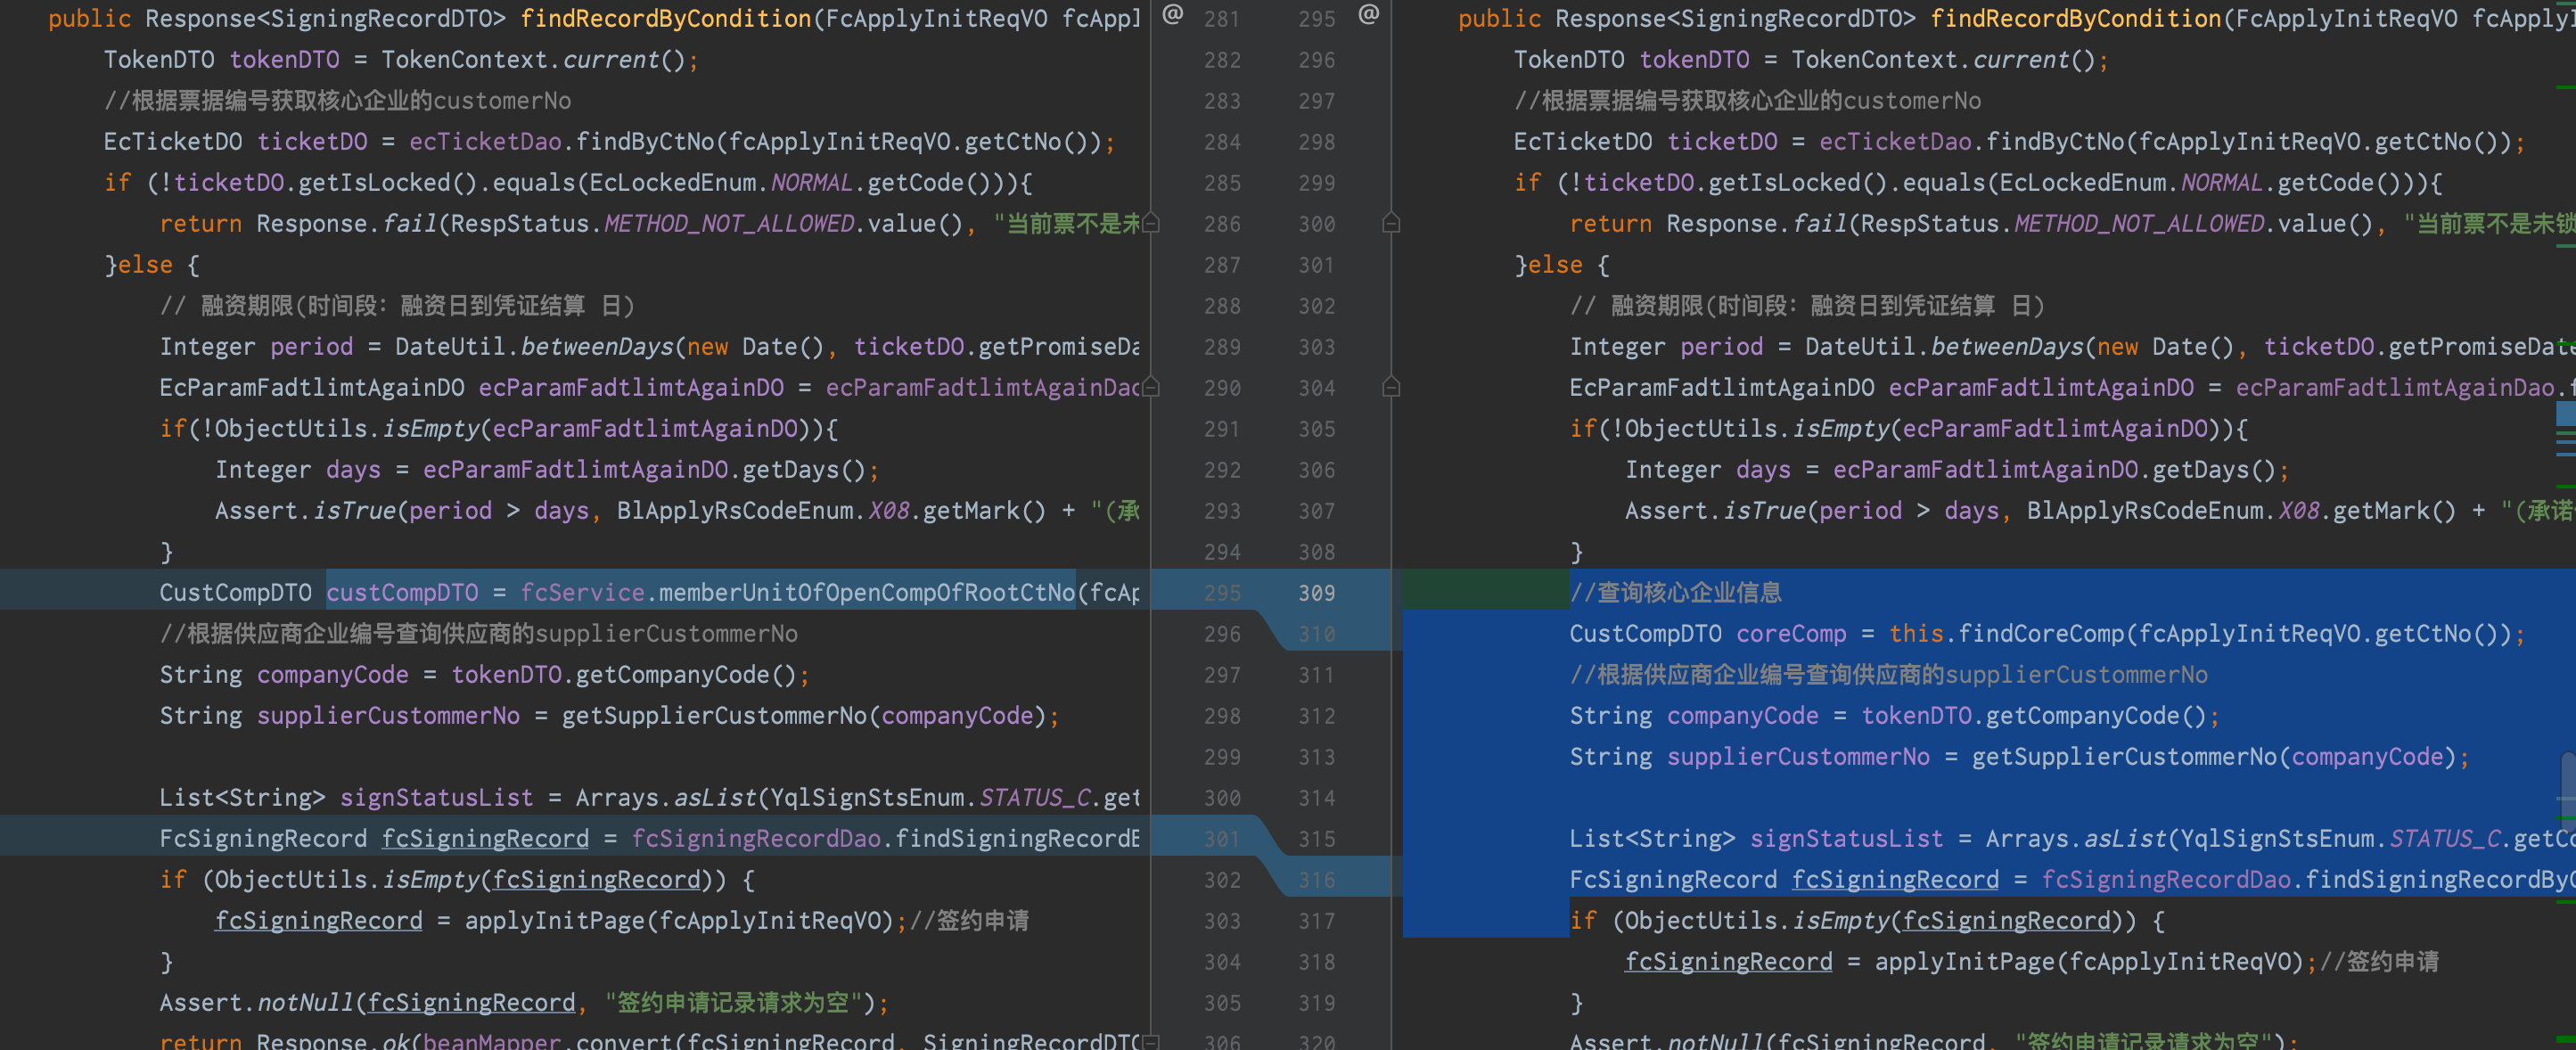 public Response<SigningRecordDTO> findRecordByCondition(FcApplyInitReqVO fcAppl
TokenDTO tokenDTO = TokenContext.current();
//根据票据编号获取核心企业的customerNo
EcTicketDO ticketDO = ecTicketDao.findByCtNo(fcApplyInitReqVO.getCtNo());
if (!ticketDO.getIsLocked().equals(EcLockedEnum.NORMAL.getCode())){
return Response.fail(RespStatus.METHOD_NOT_ALLOWED.value(), "当前票不是未
}else {
// 融资期限(时间段: 融资日到凭证结算 日)
Integer period = DateUtil.betweenDays(new Date(), ticketDO.getPromiseDa
EcParamFadtlimtAgainDO ecParamFadtlimtAgainDO = ecParamFadtlimtAgainDao
if(!ObjectUtils.isEmpty(ecParamFadtlimtAgainDO)){
Integer days = ecParamFadtlimtAgainDO.getDays();
Assert.isTrue(period > days, BlApplyRsCodeEnum.X08.getMark() + "(承
}
CustCompDTO custCompDTO = fcService.memberUnitOfOpenCompOfRootCtNo(fcAp
//根据供应商企业编号查询供应商的supplierCustommerNo
String companyCode = tokenDTO.getCompanyCode();
String supplierCustommerNo = getSupplierCustommerNo(companyCode);
List<String> signStatusList = Arrays.asList(YqlSignStsEnum.STATUS_C.get
FcSigningRecord fcSigningRecord = fcSigningRecordDao.findSigningRecordB
if (ObjectUtils.isEmpty(fcSigningRecord)) {
fcSigningRecord = applyInitPage(fcApplyInitReqVO);//签约申请
}
Assert.notNull(fcSigningRecord, "签约申请记录请求为空");
return Response.ok(beanMapper.convert(fcSigningRecord, SigningRecordDTO
@ 281 295 @
282 296
283 297
284 298
285 299
286 300
287 301
288 302
289 303
290 304
291 305
292 306
293 307
294 308
295 309
296 310
297 311
298 312
299 313
300 314
301 315
302 316
303 317
304 318
305 319
306 320
public Response<SigningRecordDTO> findRecordByCondition(FcApplyInitReqVO fcApply
TokenDTO tokenDTO = TokenContext.current();
//根据票据编号获取核心企业的customerNo
EcTicketDO ticketDO = ecTicketDao.findByCtNo(fcApplyInitReqVO.getCtNo());
if (!ticketDO.getIsLocked().equals(EcLockedEnum.NORMAL.getCode())){
return Response.fail(RespStatus.METHOD_NOT_ALLOWED.value(), "当前票不是未锁
}else {
// 融资期限(时间段: 融资日到凭证结算 日)
Integer period = DateUtil.betweenDays(new Date(), ticketDO.getPromiseDate
EcParamFadtlimtAgainDO ecParamFadtlimtAgainDO = ecParamFadtlimtAgainDao.f
if(!ObjectUtils.isEmpty(ecParamFadtlimtAgainDO)){
Integer days = ecParamFadtlimtAgainDO.getDays();
Assert.isTrue(period > days, BlApplyRsCodeEnum.X08.getMark() + "(承诺
}
//查询核心企业信息
CustCompDTO coreComp = this.findCoreComp(fcApplyInitReqVO.getCtNo());
//根据供应商企业编号查询供应商的supplierCustommerNo
String companyCode = tokenDTO.getCompanyCode();
String supplierCustommerNo = getSupplierCustommerNo(companyCode);
List<String> signStatusList = Arrays.asList(YqlSignStsEnum.STATUS_C.getCo
FcSigningRecord fcSigningRecord = fcSigningRecordDao.findSigningRecordByC
if (ObjectUtils.isEmpty(fcSigningRecord)) {
fcSigningRecord = applyInitPage(fcApplyInitReqVO);//签约申请
}
Assert.notNull(fcSigningRecord, "签约申请记录请求为空");